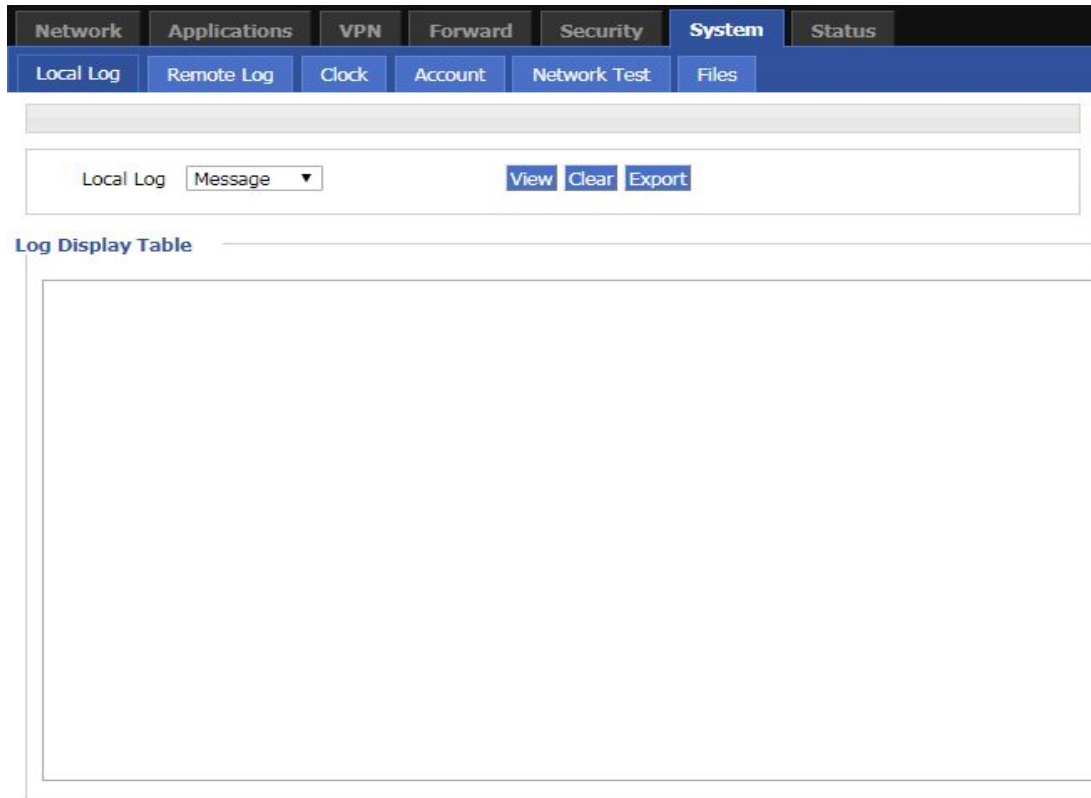 Network Applications VPN Forward Security System Status
Local Log Remote Log Clock Account Network Test Files
Local Log Message View Clear Export
Log Display Table